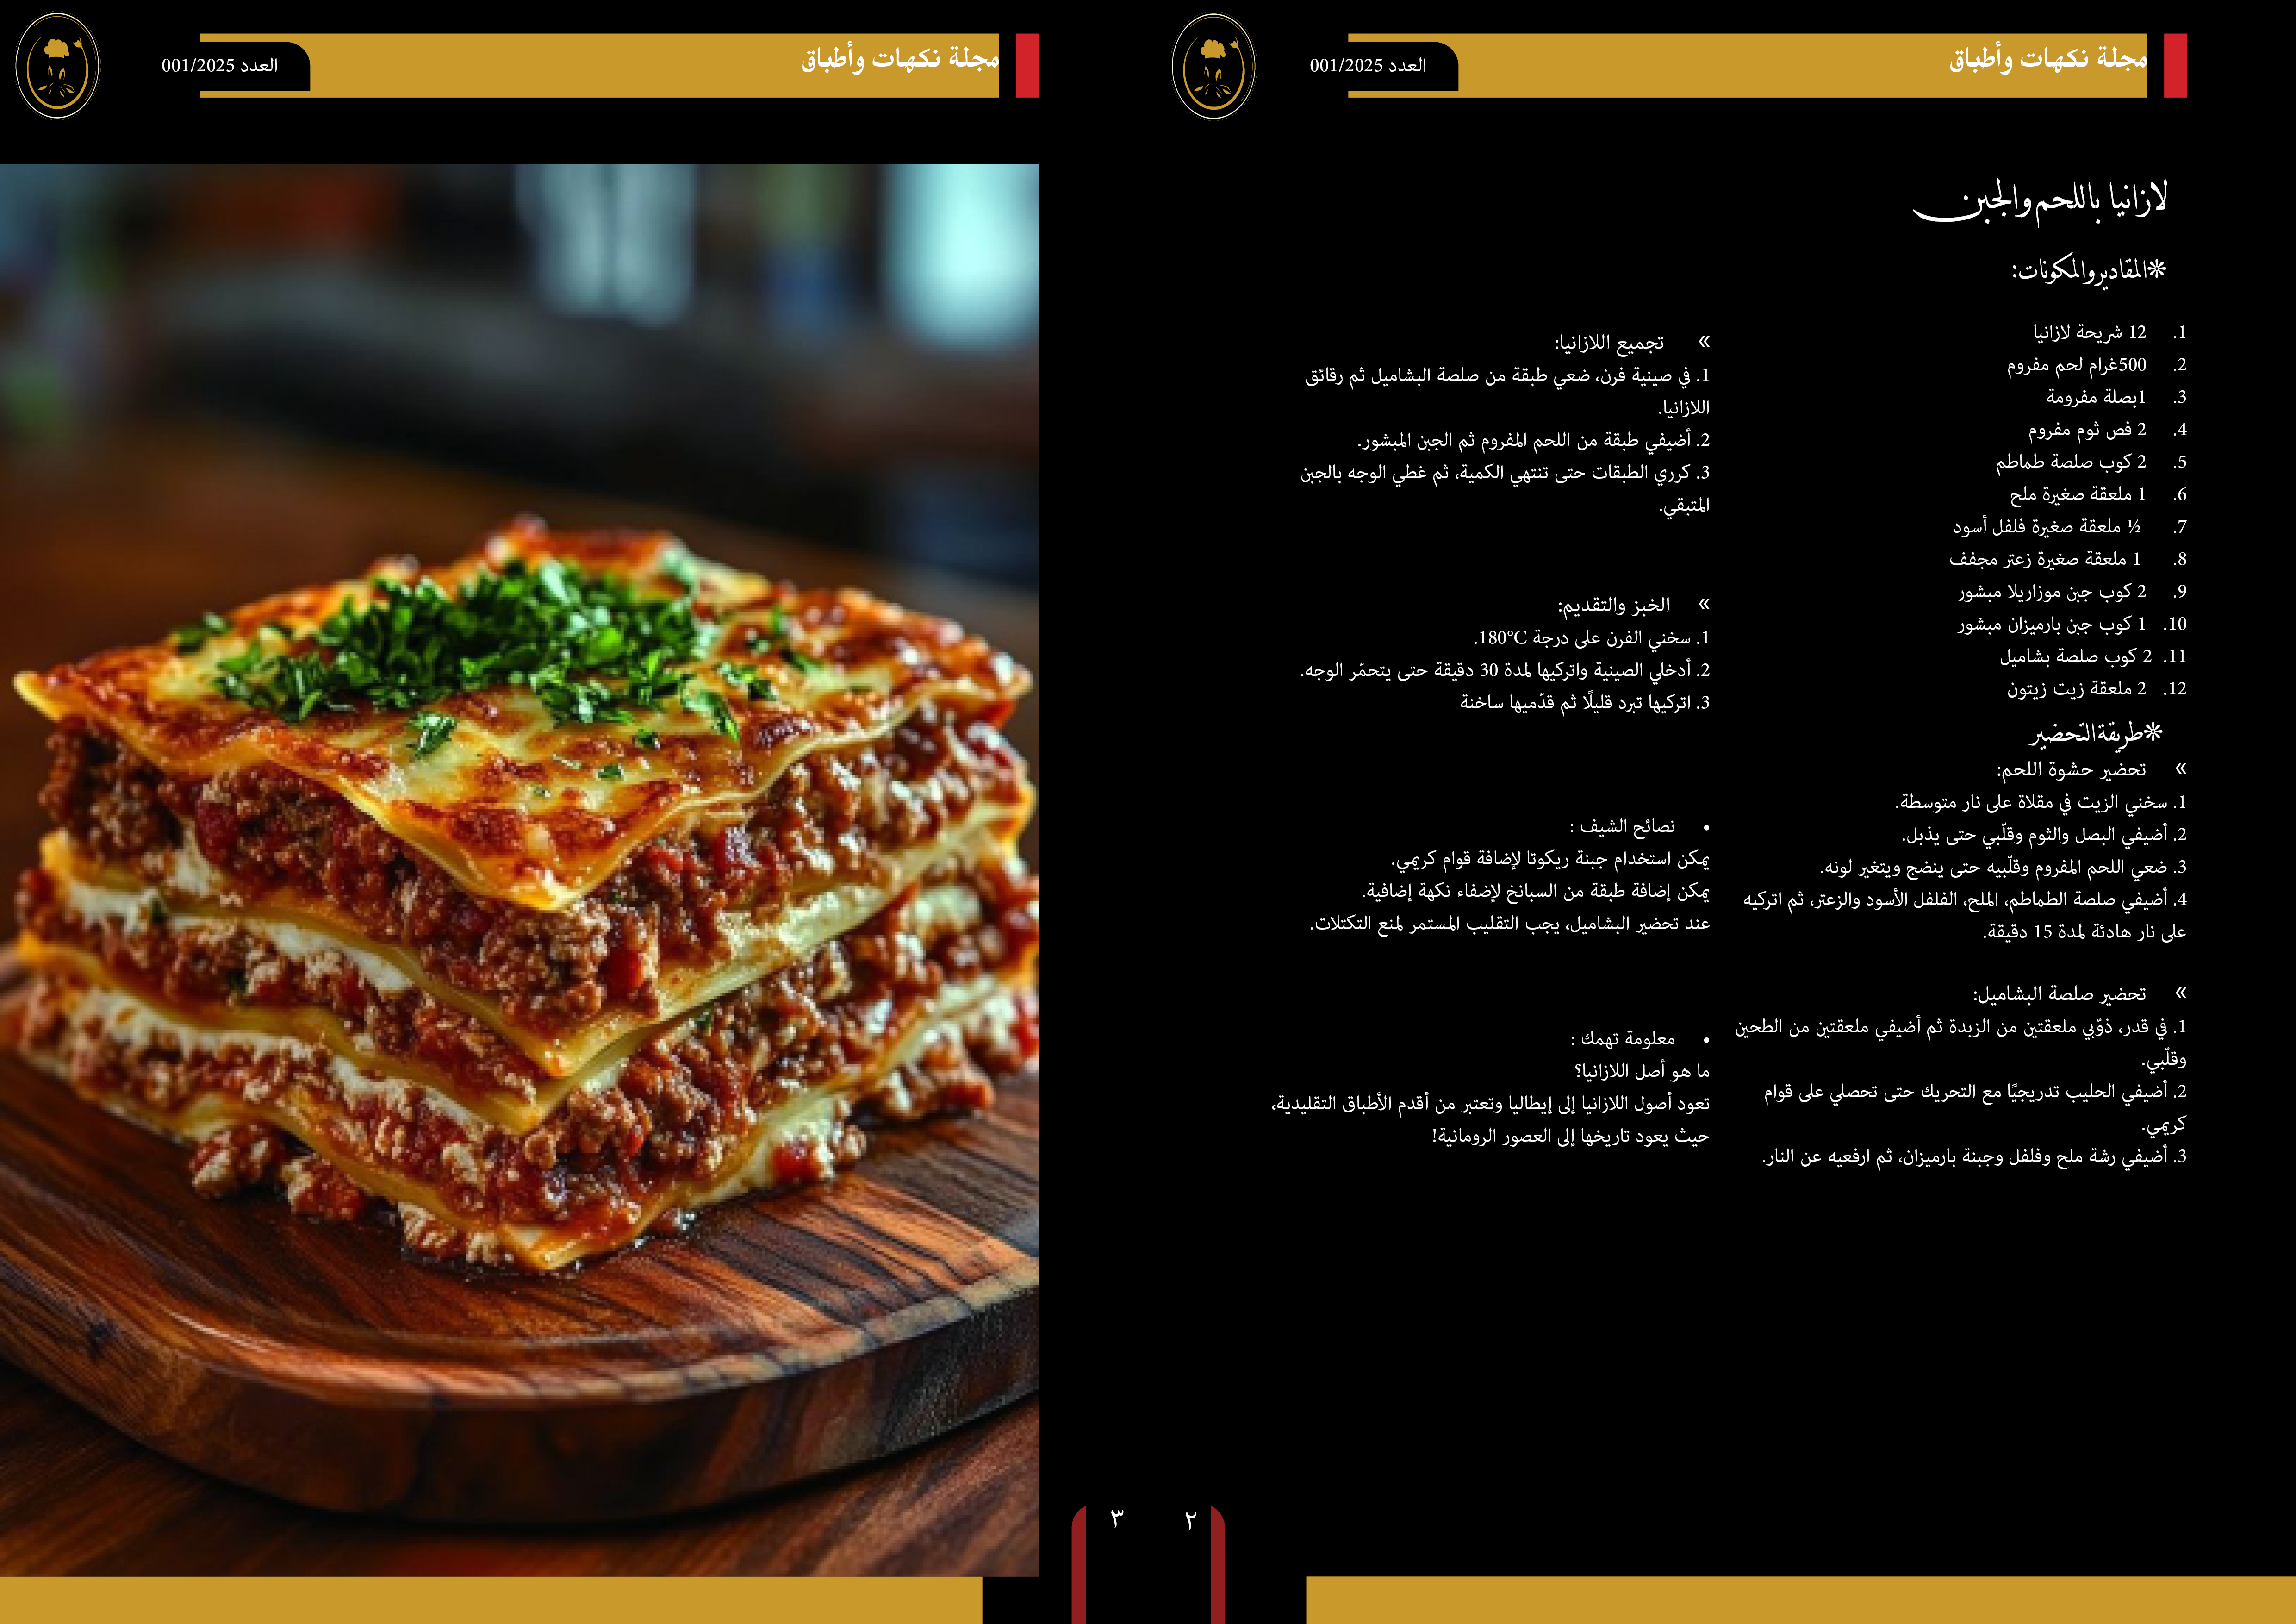 مجلة نكهات وأطباق
العدد 001/2025
لازانيا باللحم والجبن
❊المقادير والمكونات:
1. 12 شريحة لازانيا
2. 500غرام لحم مفروم
3. 1بصلة مفرومة
4. 2 فص ثوم مفروم
5. 2 كوب صلصة طماطم
6. 1 ملعقة صغيرة ملح
7. ½ ملعقة صغيرة فلفل أسود
8. 1 ملعقة صغيرة زعتر مجفف
9. 2 كوب جبن موزاريلا مبشور
10. 1 كوب جبن بارميزان مبشور
11. 2 كوب صلصة بشاميل
12. 2 ملعقة زيت زيتون
❊طريقة التحضير
» تحضير حشوة اللحم:
1. سخني الزيت في مقلاة على نار متوسطة.
2. أضيفي البصل والثوم وقلّبي حتى يذبل.
3. ضعي اللحم المفروم وقلّبيه حتى ينضج ويتغير لونه.
4. أضيفي صلصة الطماطم، الملح، الفلفل الأسود والزعتر، ثم اتركيه
على نار هادئة لمدة 15 دقيقة.
» تحضير صلصة البشاميل:
1. في قدر، ذوّبي ملعقتين من الزبدة ثم أضيفي ملعقتين من الطحين
وقلّبي.
2. أضيفي الحليب تدريجيًا مع التحريك حتى تحصلي على قوام
كريمي.
3. أضيفي رشة ملح وفلفل وجبنة بارميزان، ثم ارفعيه عن النار.
» تجميع اللازانيا:
1. في صينية فرن، ضعي طبقة من صلصة البشاميل ثم رقائق
اللازانيا.
2. أضيفي طبقة من اللحم المفروم ثم الجبن المبشور.
3. كرري الطبقات حتى تنتهي الكمية، ثم غطي الوجه بالجبن
المتبقي.
» الخبز والتقديم:
1. سخني الفرن على درجة 180°C.
2. أدخلي الصينية واتركيها لمدة 30 دقيقة حتى يتحمّر الوجه.
3. اتركيها تبرد قليلًا ثم قدّميها ساخنة
• نصائح الشيف :
يمكن استخدام جبنة ريكوتا لإضافة قوام كريمي.
يمكن إضافة طبقة من السبانخ لإضفاء نكهة إضافية.
عند تحضير البشاميل، يجب التقليب المستمر لمنع التكتلات.
• معلومة تهمك :
ما هو أصل اللازانيا؟
تعود أصول اللازانيا إلى إيطاليا وتعتبر من أقدم الأطباق التقليدية،
حيث يعود تاريخها إلى العصور الرومانية!
٢
مجلة نكهات وأطباق
العدد 001/2025
٣